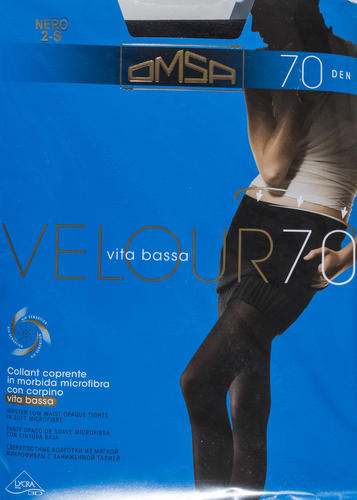 NERO
2-S
OMSA
70 DEN
VELOUR 70
vita bassa
Collant coprente
in morbida microfibra
con corpino
vita bassa
HIPSTER LOW WAIST OPAQUE TIGHTS
IN SOFT MICROFIBRE
PANTY OPACO DE SUAVE MICROFIBRA
CON CINTURA BAJA
СВЕРХПЛОТНЫЕ КОЛГОТКИ ИЗ МЯГКОЙ
МИКРОФИБРЫ С ЗАНИЖЕННОЙ ТАЛИЕЙ
LYCRA
3D